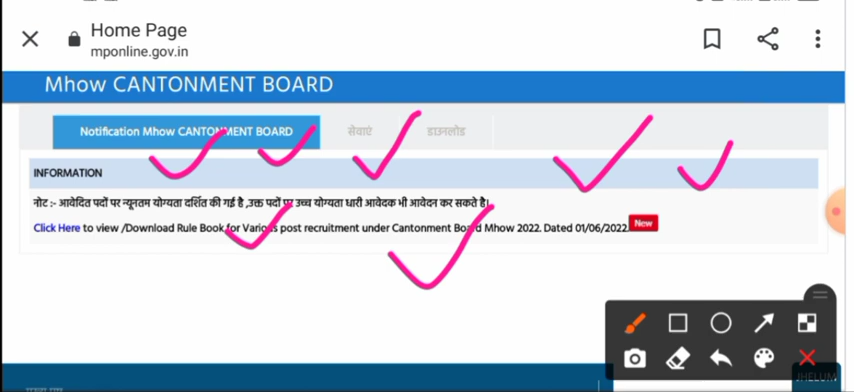 Home Page
mponline.gov.in
Mhow CANTONMENT BOARD
Notification Mhow CANTONMENT BOARD सेवाएं डाउनलोड
INFORMATION
नोट :- आवेदित पदों पर न्यूनतम योग्यता दर्शित की गई है ,उक्त पदों पर उच्च योग्यता धारी आवेदक भी आवेदन कर सकते है।
Click Here to view /Download Rule Book for Various post recruitment under Cantonment Board Mhow 2022. Dated 01/06/2022. New
JHELUM